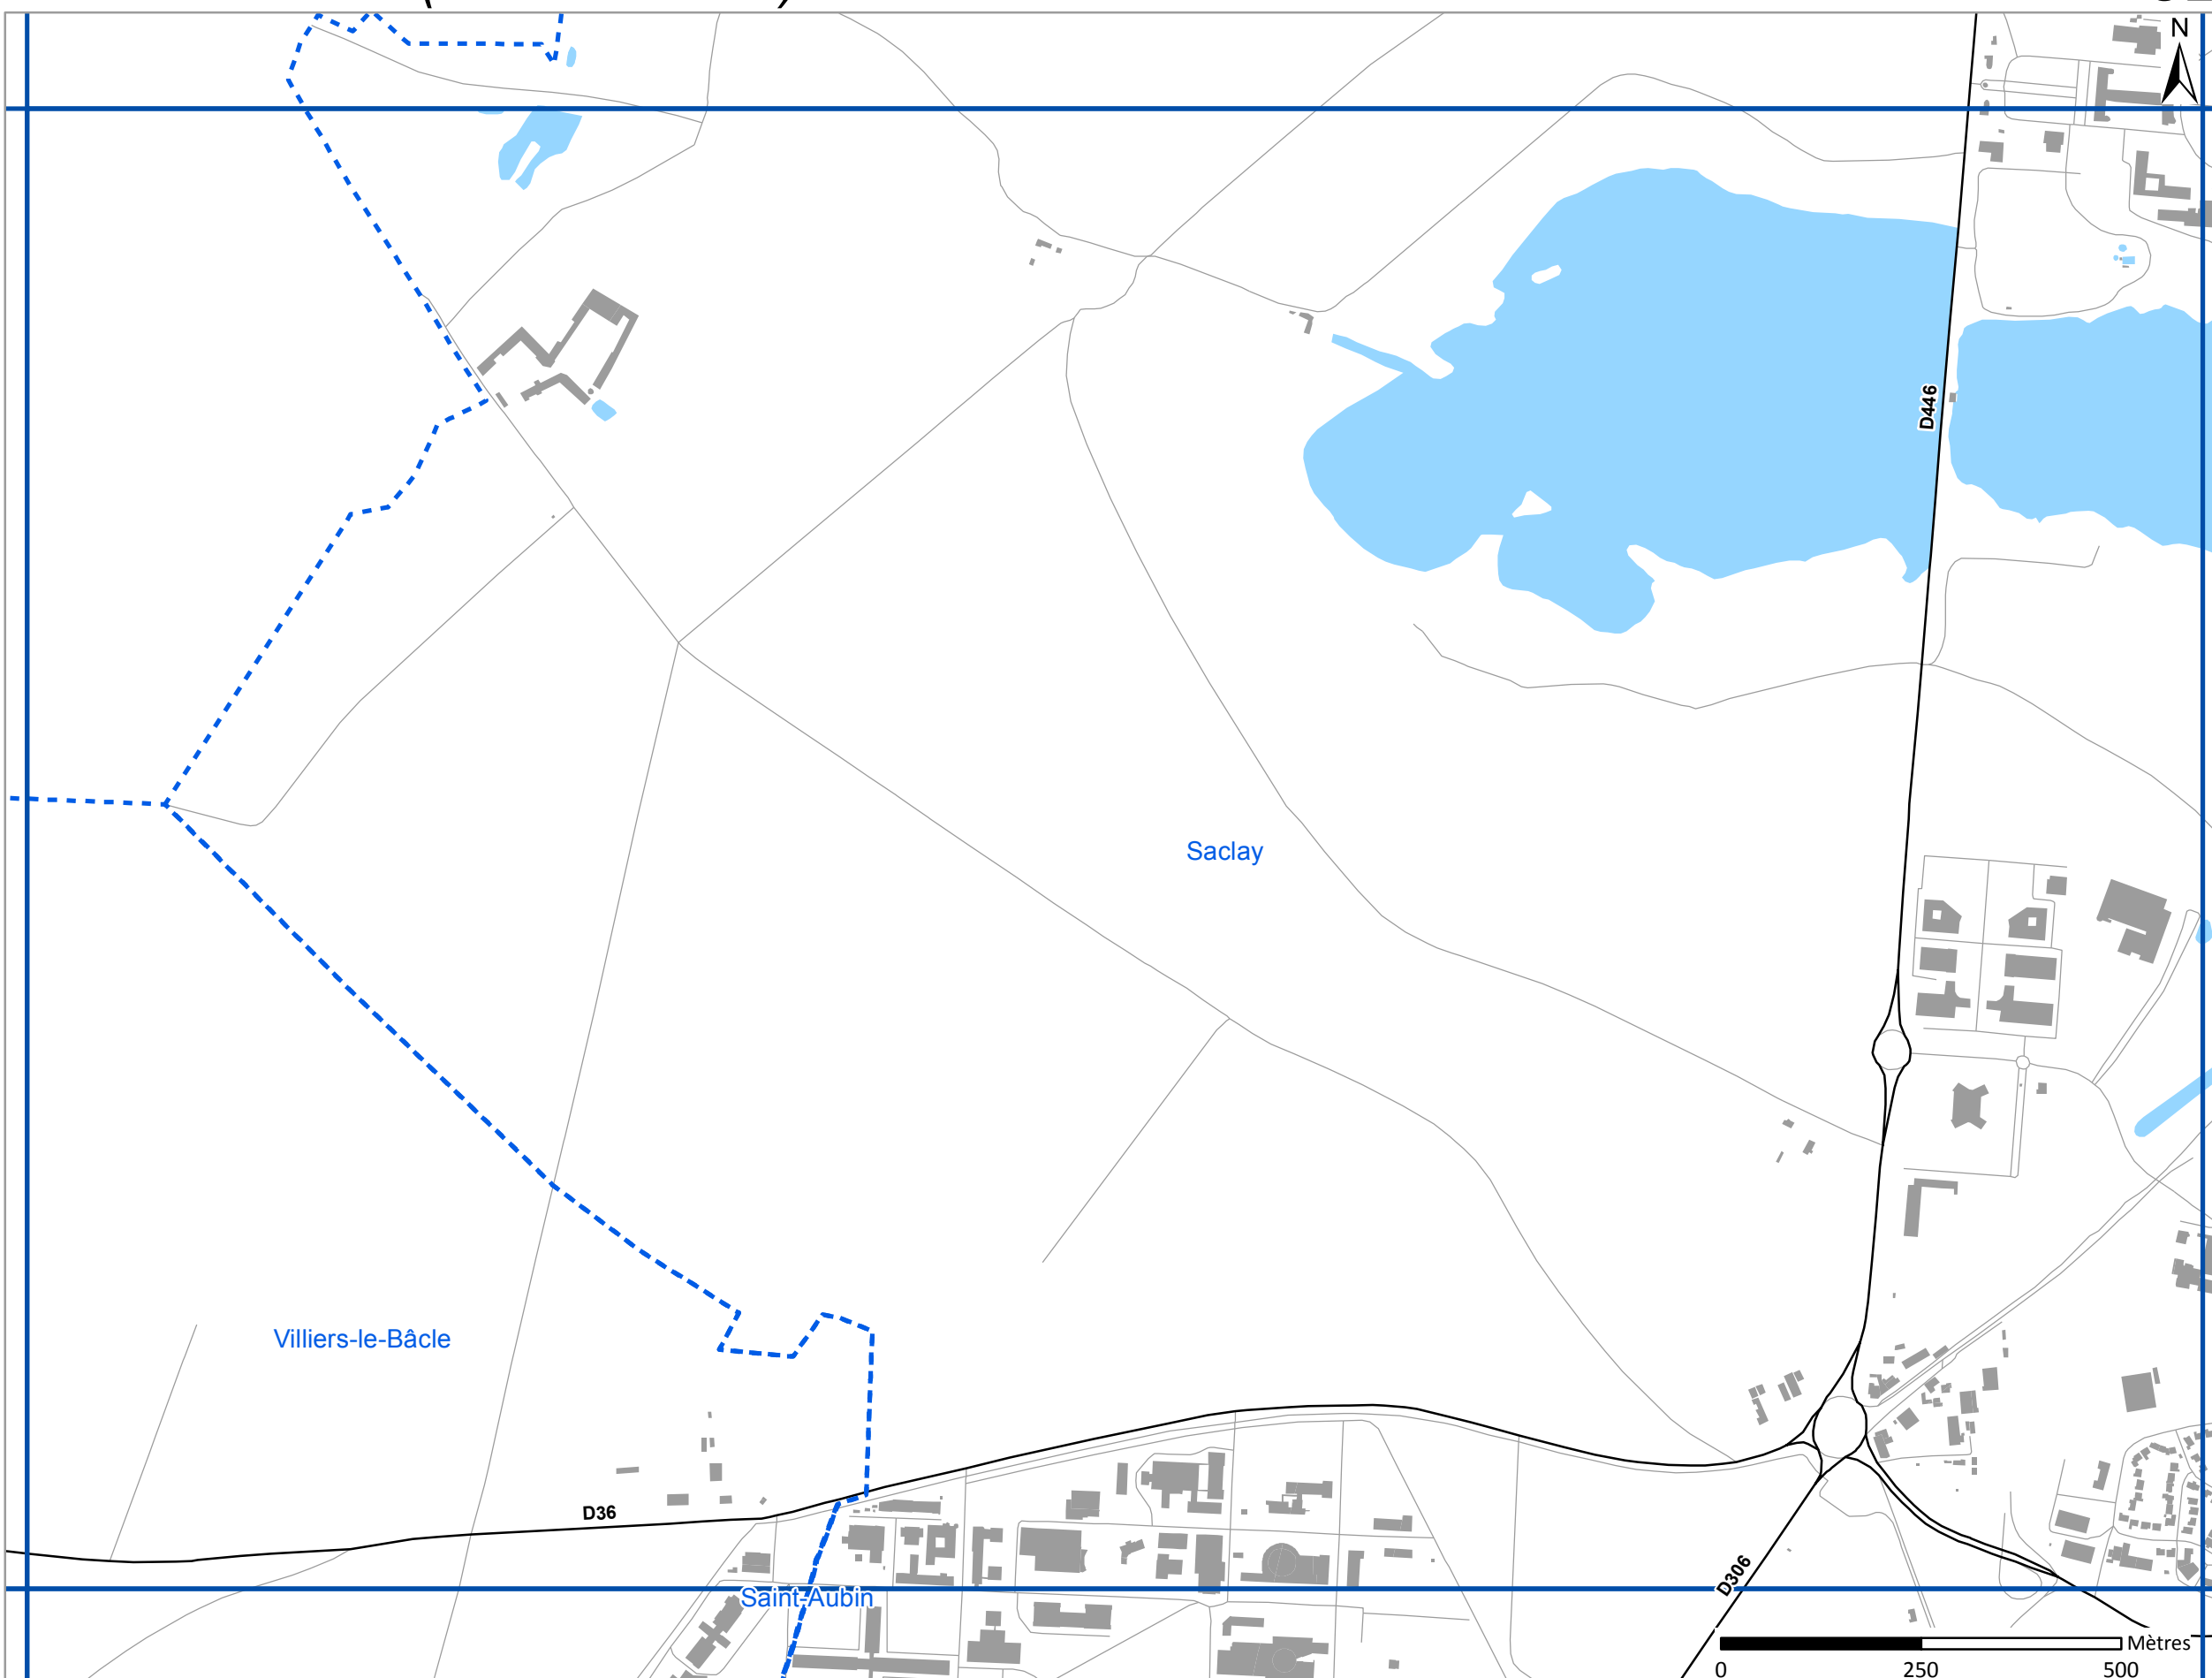 N
D446
Saclay
Villiers-le-Bâcle
D36
D306
Saint-Aubin
Mètres
0 250 500